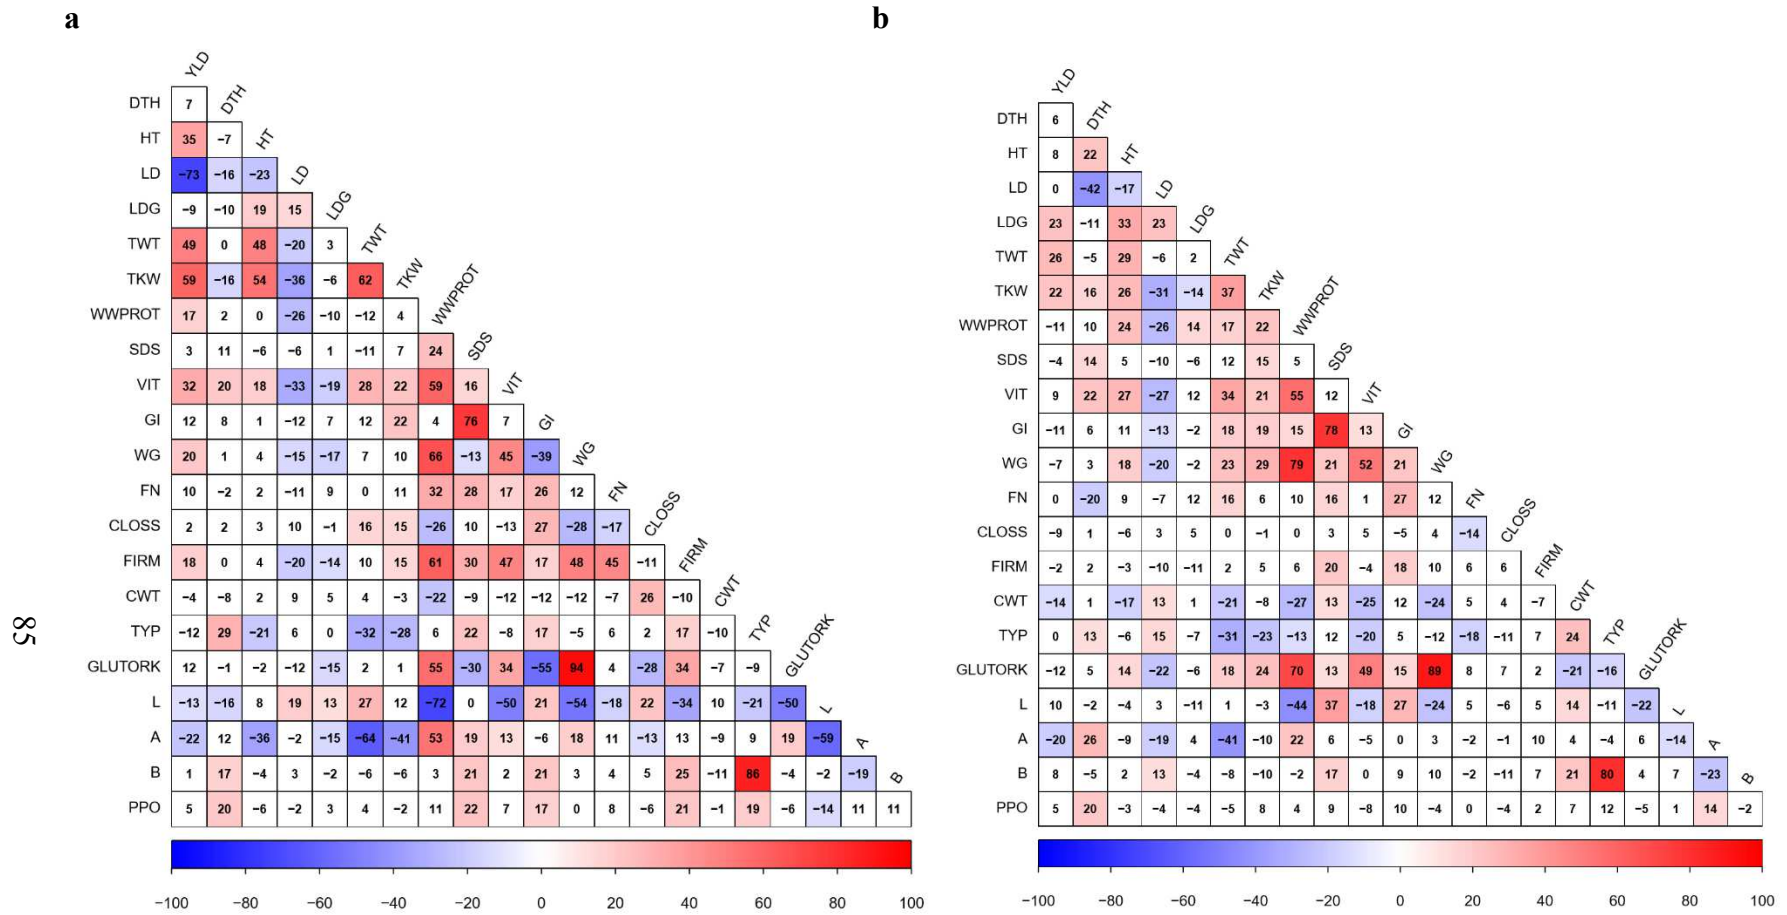 a
YLD
DTH 7 DTH
HT 35 −7 HT
LD −73 −16 −23 LD
LDG −9 −10 19 15 LDG
TWT 49 0 48 −20 3 TWT
TKW 59 −16 54 −36 −6 62 TKW
WWPROT 17 2 0 −26 −10 −12 4 WWPROT
SDS 3 11 −6 −6 1 −11 7 24 SDS
VIT 32 20 18 −33 −19 28 22 59 16 VIT
GI 12 8 1 −12 7 12 22 4 76 7 GI
WG 20 1 4 −15 −17 7 10 66 −13 45 −39 WG
FN 10 −2 2 −11 9 0 11 32 28 17 26 12 FN
CLOSS 2 2 3 10 −1 16 15 −26 10 −13 27 −28 −17 CLOSS
FIRM 18 0 4 −20 −14 10 15 61 30 47 17 48 45 −11 FIRM
CWT −4 −8 2 9 5 4 −3 −22 −9 −12 −12 −12 −7 26 −10 CWT
TYP −12 29 −21 6 0 −32 −28 6 22 −8 17 −5 6 2 17 −10 TYP
GLUTORK 12 −1 −2 −12 −15 2 1 55 −30 34 −55 94 4 −28 34 −7 −9 GLUTORK
L −13 −16 8 19 13 27 12 −72 0 −50 21 −54 −18 22 −34 10 −21 −50 L
A −22 12 −36 −2 −15 −64 −41 53 19 13 −6 18 11 −13 13 −9 9 19 −59 A
B 1 17 −4 3 −2 −6 −6 3 21 2 21 3 4 5 25 −11 86 −4 −2 −19 B
PPO 5 20 −6 −2 3 4 −2 11 22 7 17 0 8 −6 21 −1 19 −6 −14 11 11
−100 −80 −60 −40 −20 0 20 40 60 80 100
b
YLD
DTH 6 DTH
HT 8 22 HT
LD 0 −42 −17 LD
LDG 23 −11 33 23 LDG
TWT 26 −5 29 −6 2 TWT
TKW 22 16 26 −31 −14 37 TKW
WWPROT −11 10 24 −26 14 17 22 WWPROT
SDS −4 14 5 −10 −6 12 15 5 SDS
VIT 9 22 27 −27 12 34 21 55 12 VIT
GI −11 6 11 −13 −2 18 19 15 78 13 GI
WG −7 3 18 −20 −2 23 29 79 21 52 21 WG
FN 0 −20 9 −7 12 16 6 10 16 1 27 12 FN
CLOSS −9 1 −6 3 5 0 −1 0 3 5 −5 4 −14 CLOSS
FIRM −2 2 −3 −10 −11 2 5 6 20 −4 18 10 6 6 FIRM
CWT −14 1 −17 13 1 −21 −8 −27 13 −25 12 −24 5 4 −7 CWT
TYP 0 13 −6 15 −7 −31 −23 −13 12 −20 5 −12 −18 −11 7 24 TYP
GLUTORK −12 5 14 −22 −6 18 24 70 13 49 15 89 8 7 2 −21 −16 GLUTORK
L 10 −2 −4 3 −11 1 −3 −44 37 −18 27 −24 5 −6 5 14 −11 −22 L
A −20 26 −9 −19 4 −41 −10 22 6 −5 0 3 −2 −1 10 4 −4 6 −14 A
B 8 −5 2 13 −4 −8 −10 −2 17 0 9 10 −2 −11 7 21 80 4 7 −23 B
PPO 5 20 −3 −4 −4 −5 8 4 9 −8 10 −4 0 −4 2 7 12 −5 1 14 −2
−100 −80 −60 −40 −20 0 20 40 60 80 100
85